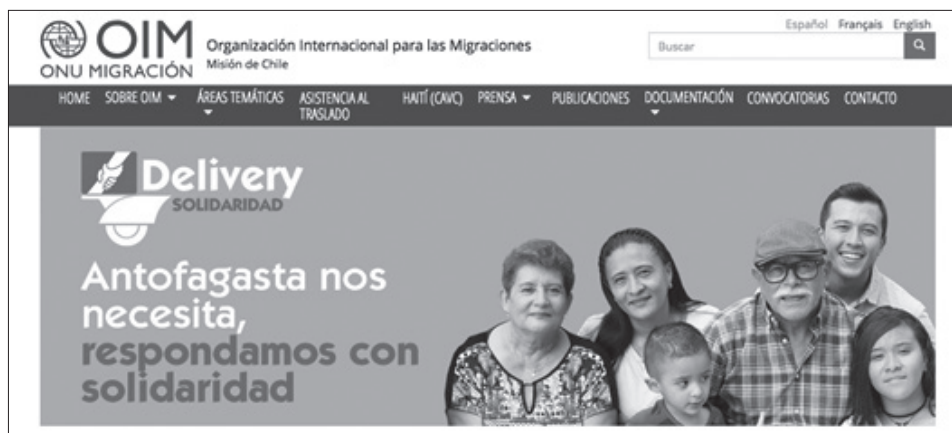 Español Français English
OIM
ONU MIGRACIÓN
Organización Internacional para las Migraciones
Misión de Chile
Buscar
HOME SOBRE OIM ÁREAS TEMÁTICAS ASISTENCIA AL TRASLADO HAITÍ (CAVC) PRENSA PUBLICACIONES DOCUMENTACIÓN CONVOCATORIAS CONTACTO
Delivery
SOLIDARIDAD
Antofagasta nos
necesita,
respondamos con
solidaridad